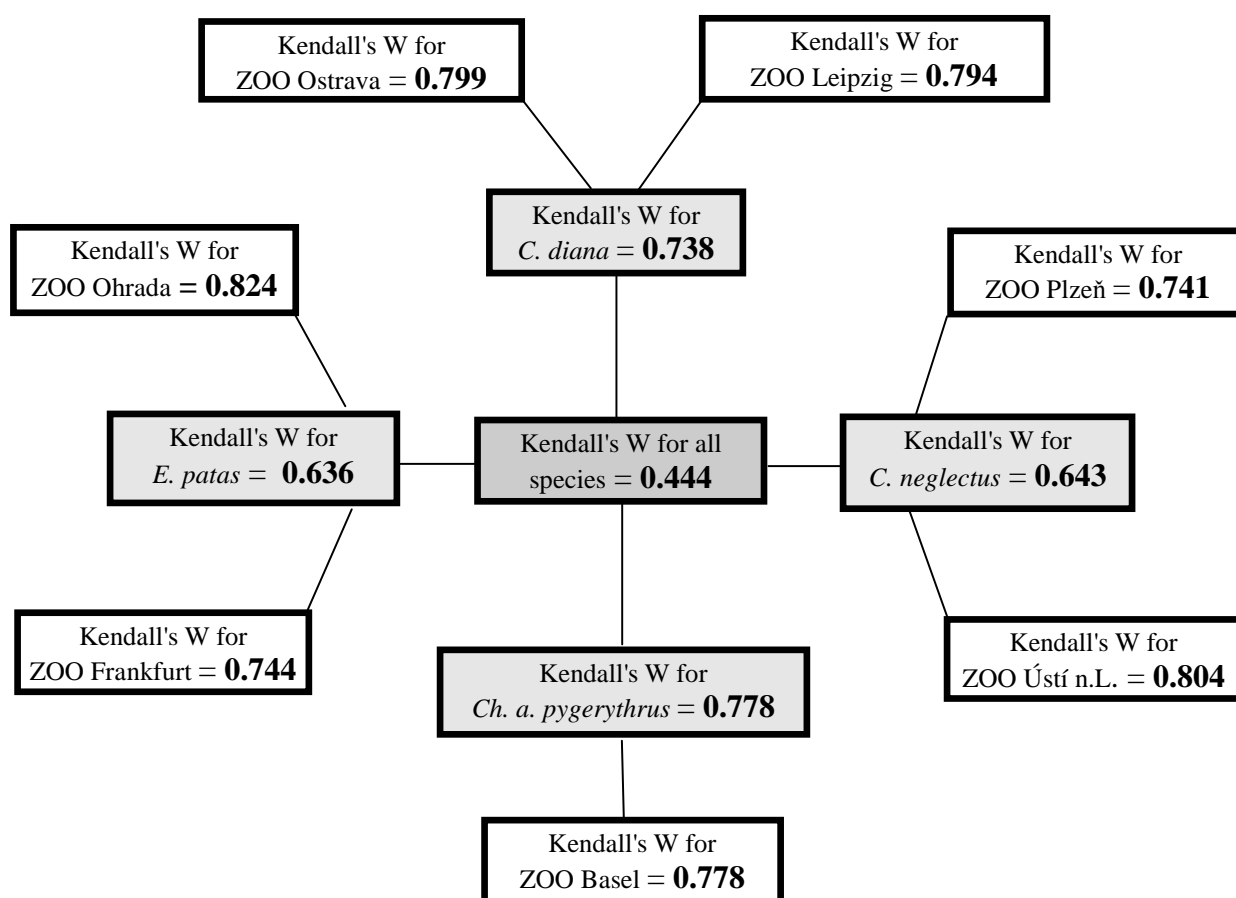 Kendall's W for
ZOO Ostrava = 0.799
Kendall's W for
ZOO Leipzig = 0.794
Kendall's W for
C. diana = 0.738
Kendall's W for
ZOO Ohrada = 0.824
Kendall's W for
ZOO Plzeň = 0.741
Kendall's W for
E. patas = 0.636
Kendall's W for all
species = 0.444
Kendall's W for
C. neglectus = 0.643
Kendall's W for
ZOO Frankfurt = 0.744
Kendall's W for
Ch. a. pygerythrus = 0.778
Kendall's W for
ZOO Ústí n.L. = 0.804
Kendall's W for
ZOO Basel = 0.778